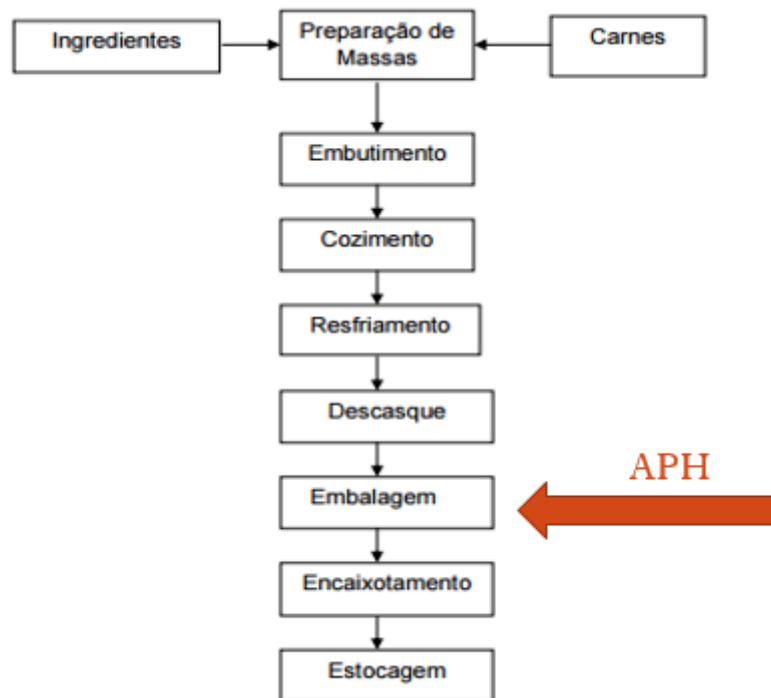 Ingredientes
Preparação de
Massas
Carnes
Embutimento
Cozimento
Resfriamento
Descasque
APH
Embalagem
Encaixotamento
Estocagem